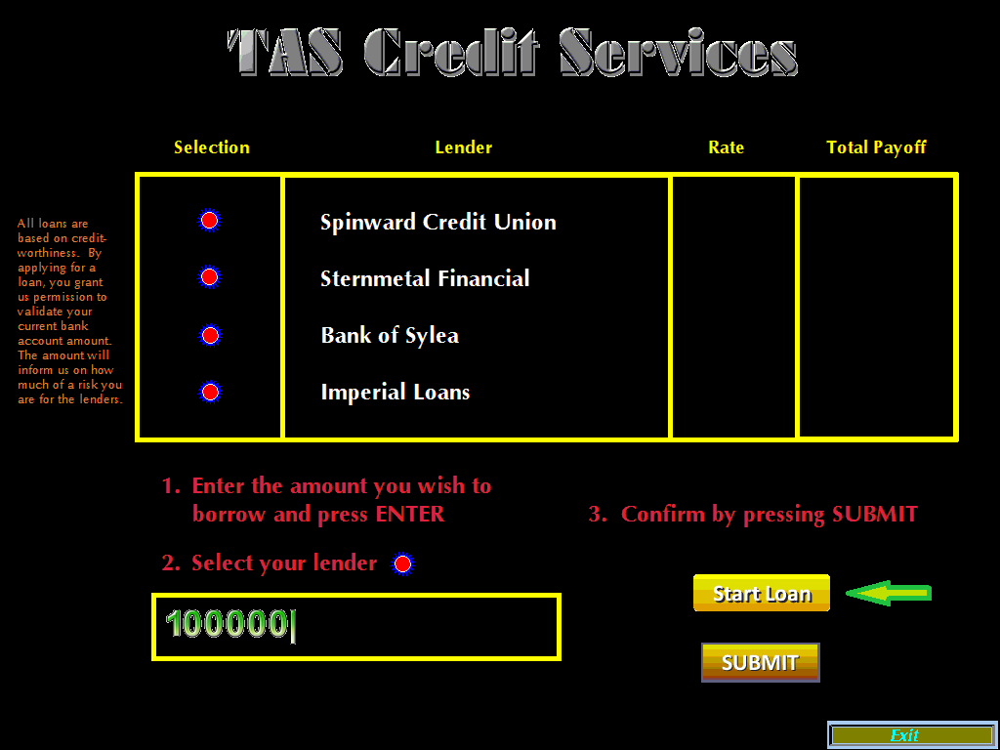 TAS Credit Services
Selection Lender Rate Total Payoff
All loans are
based on credit-
worthiness. By
applying for a
loan, you grant
us permission to
validate your
current bank
account amount.
The amount will
inform us on how
much of a risk you
are for the lenders.
Spinward Credit Union
Sternmetal Financial
Bank of Sylea
Imperial Loans
1. Enter the amount you wish to
borrow and press ENTER
2. Select your lender
100000|
3. Confirm by pressing SUBMIT
Start Loan
SUBMIT
Exit